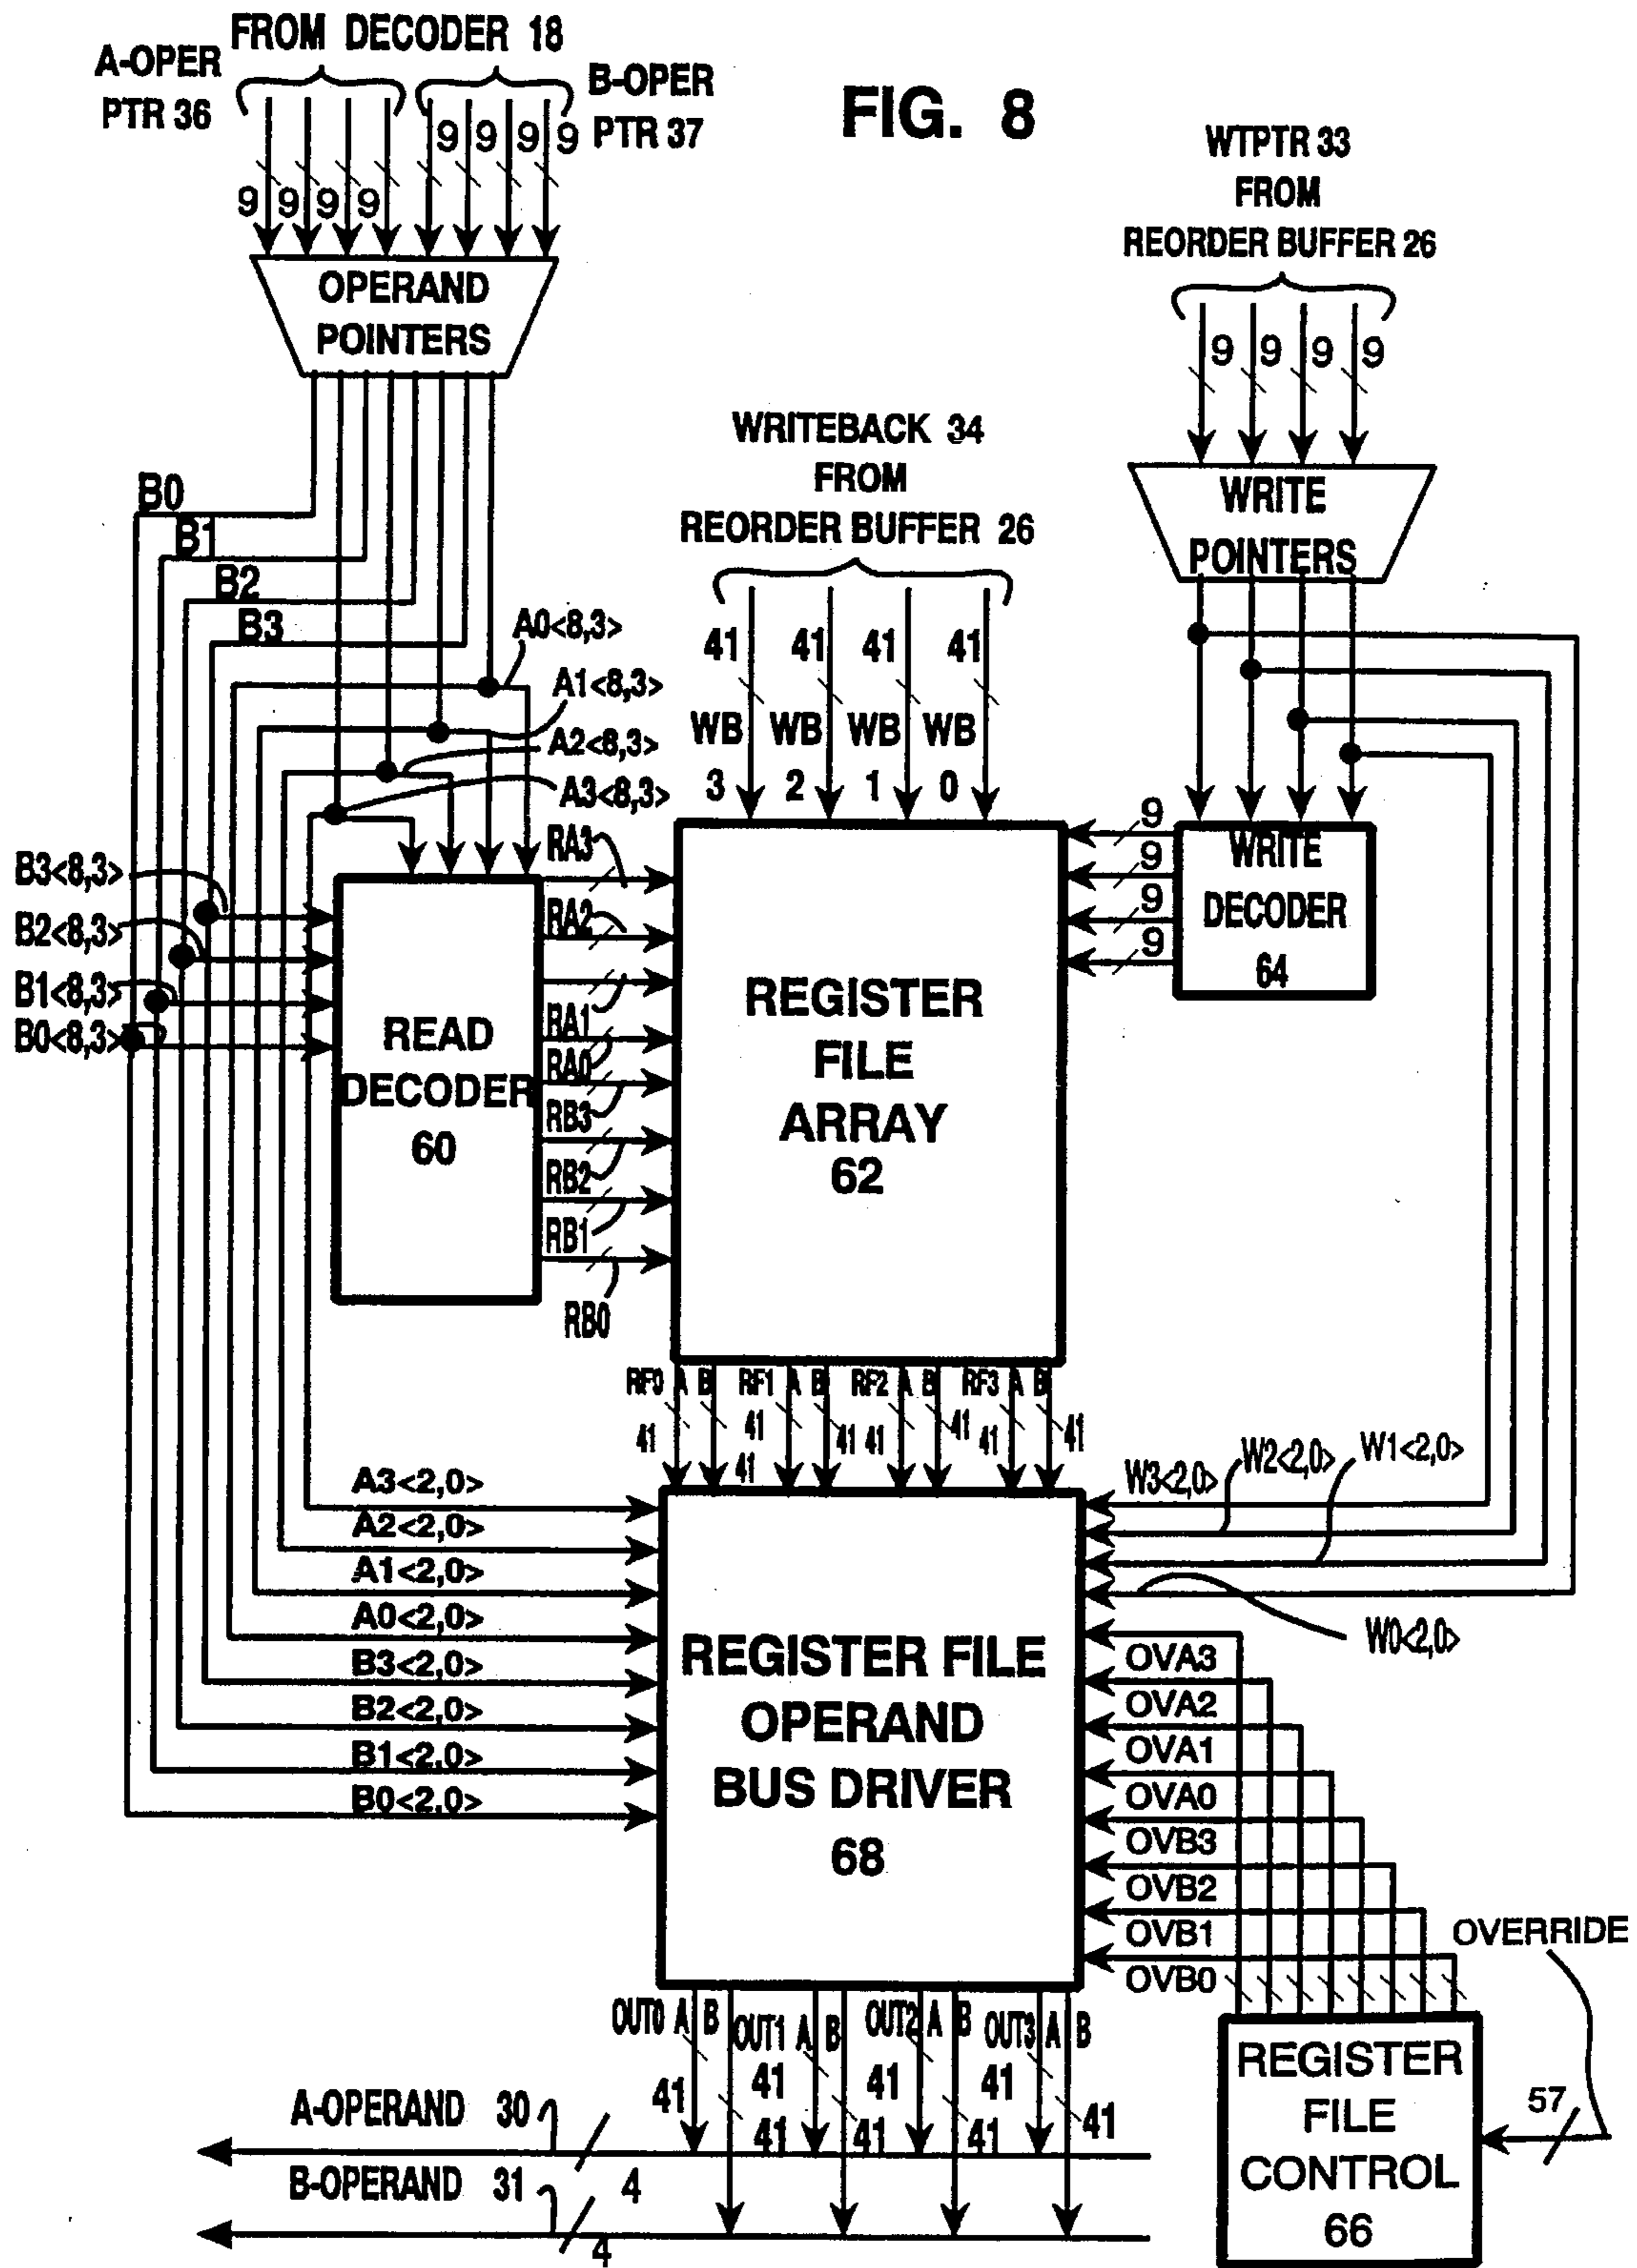 FROM DECODER 18
A-OPER
PTR 36
B-OPER
PTR 37
FIG. 8
9 9 9 9
9 9 9 9
OPERAND
POINTERS
WTPTR 33
FROM
REORDER BUFFER 26
9 9 9 9
WRITE
POINTERS
WRITEBACK 34
FROM
REORDER BUFFER 26
41 41 41 41
WB WB WB WB
3 2 1 0
B0
B1
B2
B3
A0<8,3>
A1<8,3>
A2<8,3>
A3<8,3>
B3<8,3>
B2<8,3>
B1<8,3>
B0<8,3>
READ
DECODER
60
RA3
RA2
RA1
RA0
RB3
RB2
RB1
RB0
REGISTER
FILE
ARRAY
62
9
9
9
9
WRITE
DECODER
64
RF0 A B RF1 A B RF2 A B RF3 A B
41 41 41 41 41 41 41 41
A3<2,0>
A2<2,0>
A1<2,0>
A0<2,0>
B3<2,0>
B2<2,0>
B1<2,0>
B0<2,0>
REGISTER FILE
OPERAND
BUS DRIVER
68
W3<2,0>
W2<2,0>
W1<2,0>
W0<2,0>
OVA3
OVA2
OVA1
OVA0
OVB3
OVB2
OVB1
OVB0
OVERRIDE
57
REGISTER
FILE
CONTROL
66
OUT0 A B OUT1 A B OUT2 A B OUT3 A B
41 41 41 41
41 41 41 41
A-OPERAND 30
4
B-OPERAND 31
4